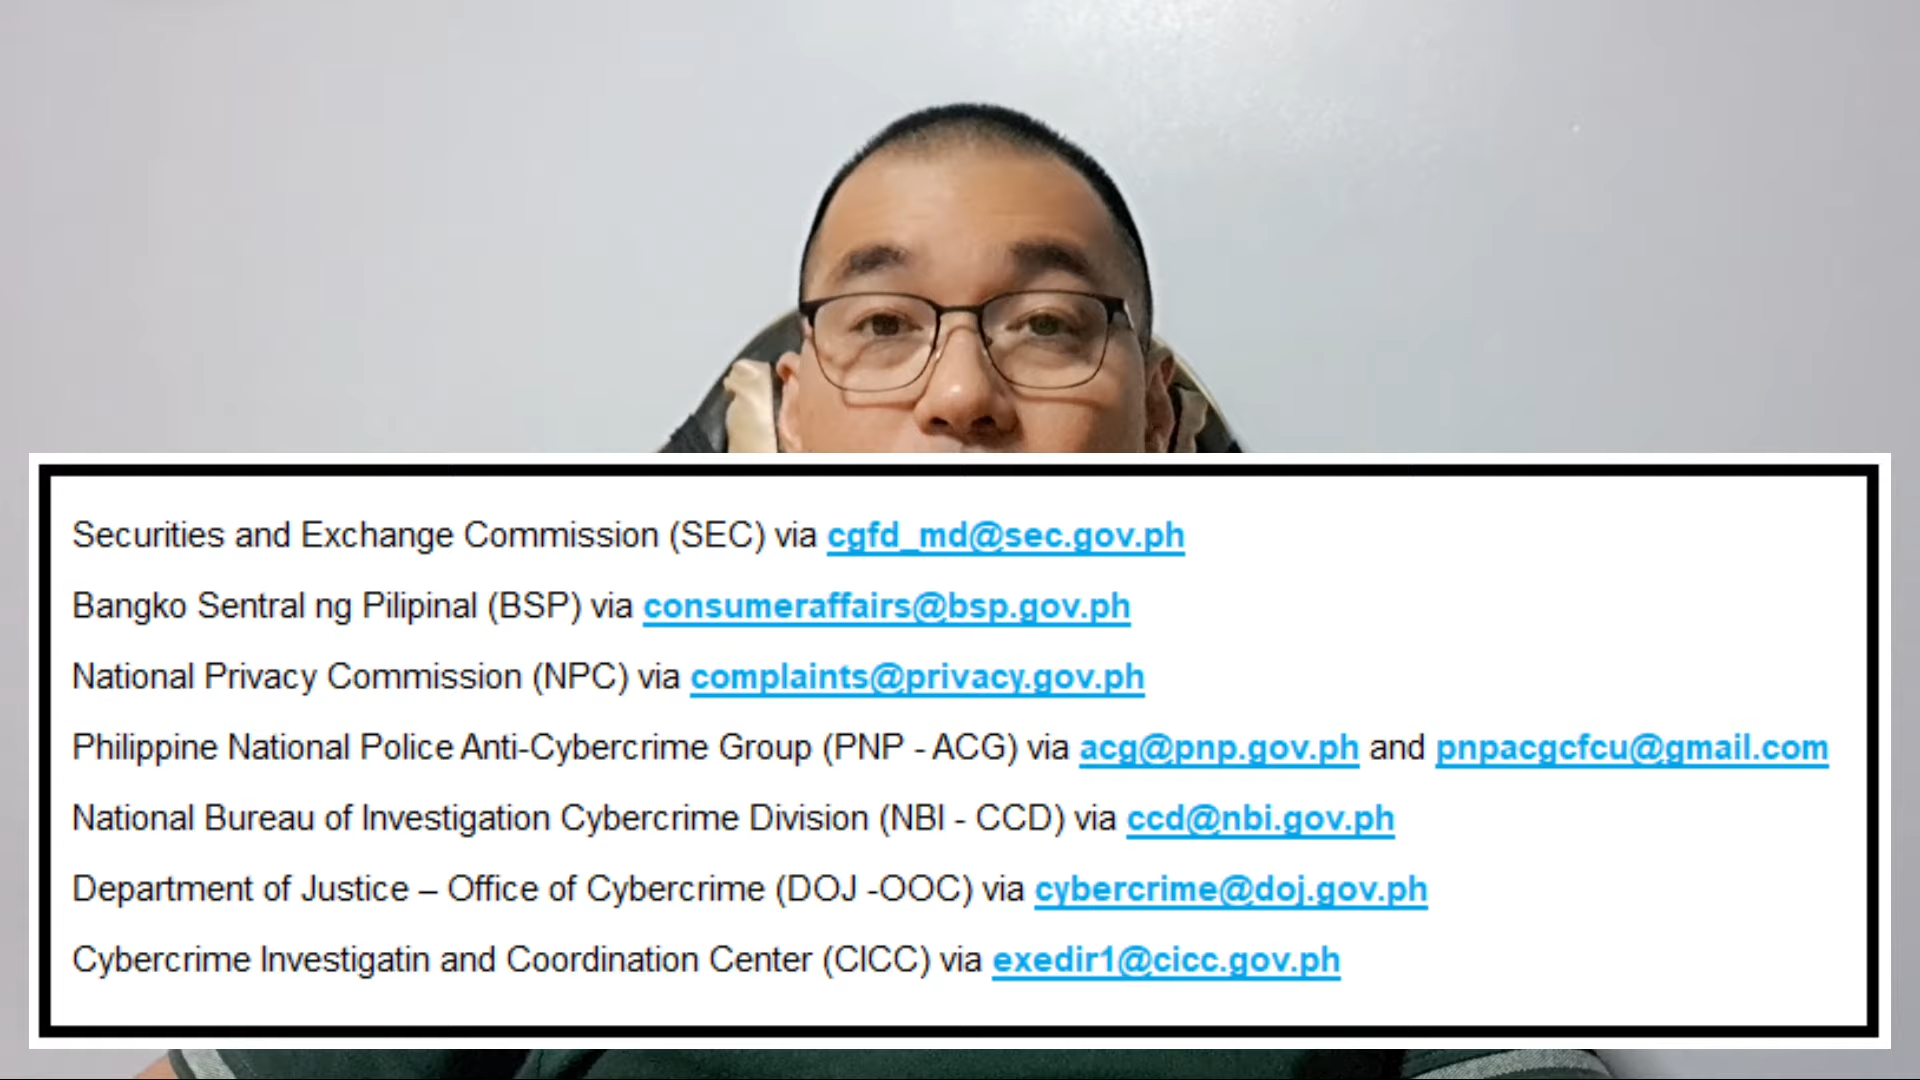 Securities and Exchange Commission (SEC) via cgfd_md@sec.gov.ph
Bangko Sentral ng Pilipinal (BSP) via consumeraffairs@bsp.gov.ph
National Privacy Commission (NPC) via complaints@privacy.gov.ph
Philippine National Police Anti-Cybercrime Group (PNP - ACG) via acg@pnp.gov.ph and pnpacgcfcu@gmail.com
National Bureau of Investigation Cybercrime Division (NBI - CCD) via ccd@nbi.gov.ph
Department of Justice – Office of Cybercrime (DOJ -OOC) via cybercrime@doj.gov.ph
Cybercrime Investigatin and Coordination Center (CICC) via exedir1@cicc.gov.ph